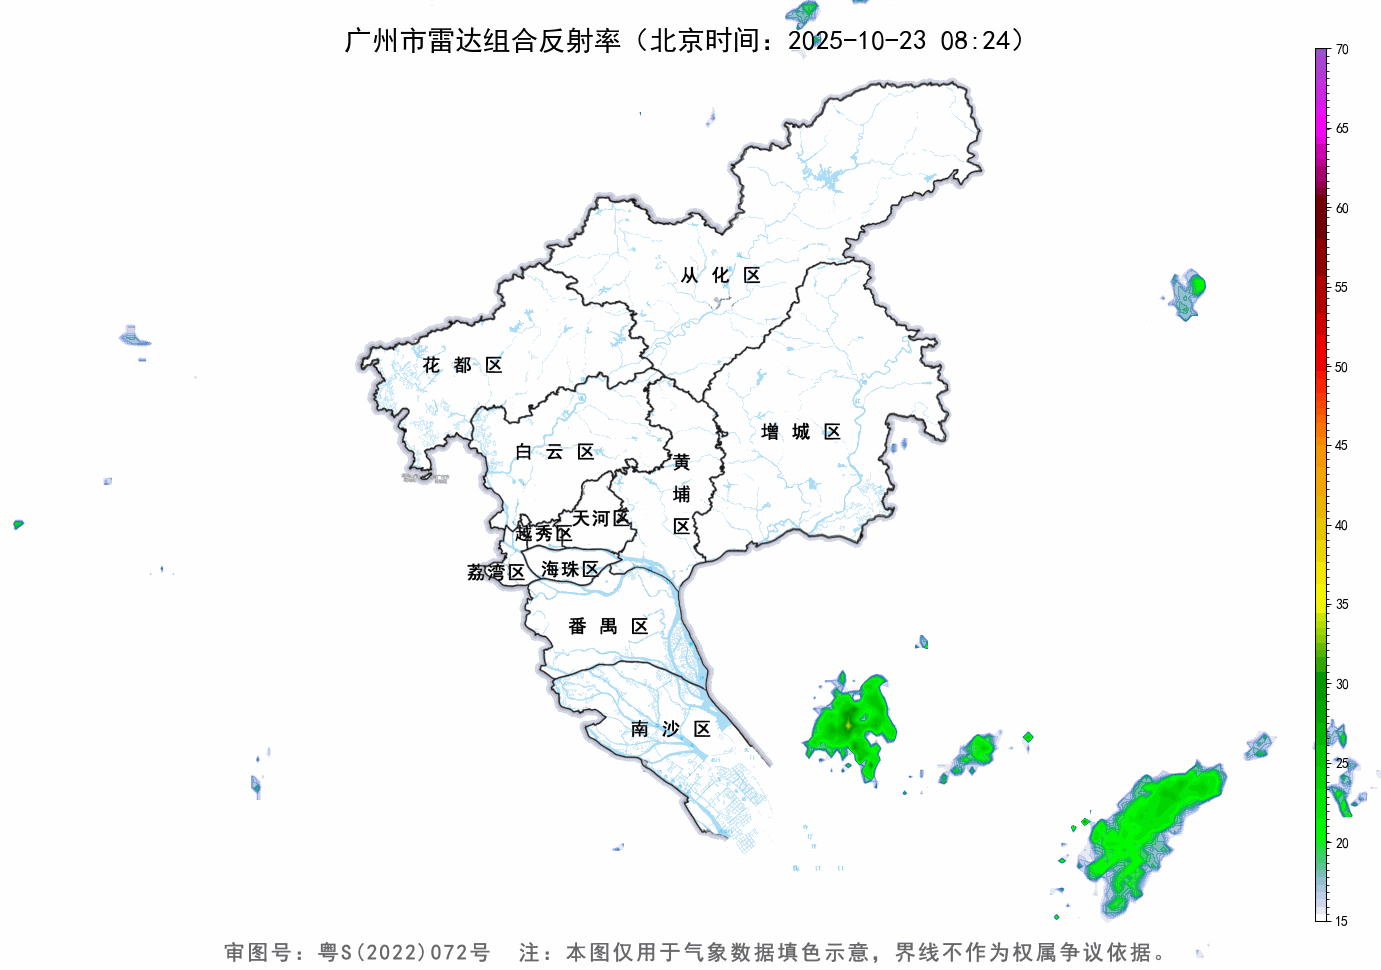 广州市雷达组合反射率（北京时间：2025-10-23 08:24）
70
65
60
55
50
45
40
35
30
25
20
15
从化区
花都区
增城区
白云区
黄埔区
天河区
越秀区
荔湾区
海珠区
番禺区
南沙区
审图号：粤S(2022)072号 注：本图仅用于气象数据填色示意，界线不作为权属争议依据。